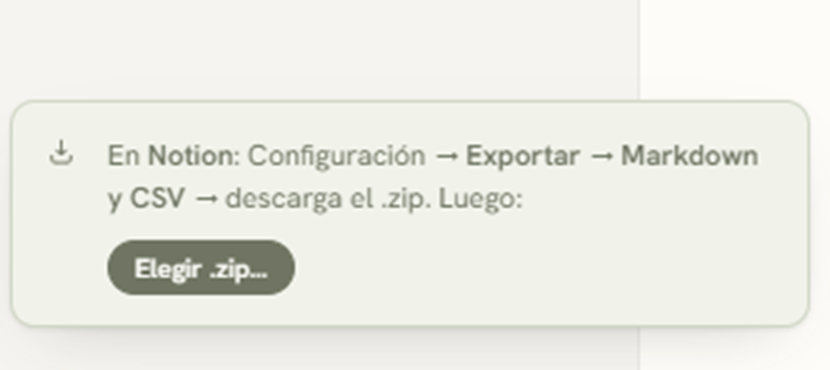 En Notion: Configuración → Exportar → Markdown
y CSV → descarga el .zip. Luego:
Elegir .zip...